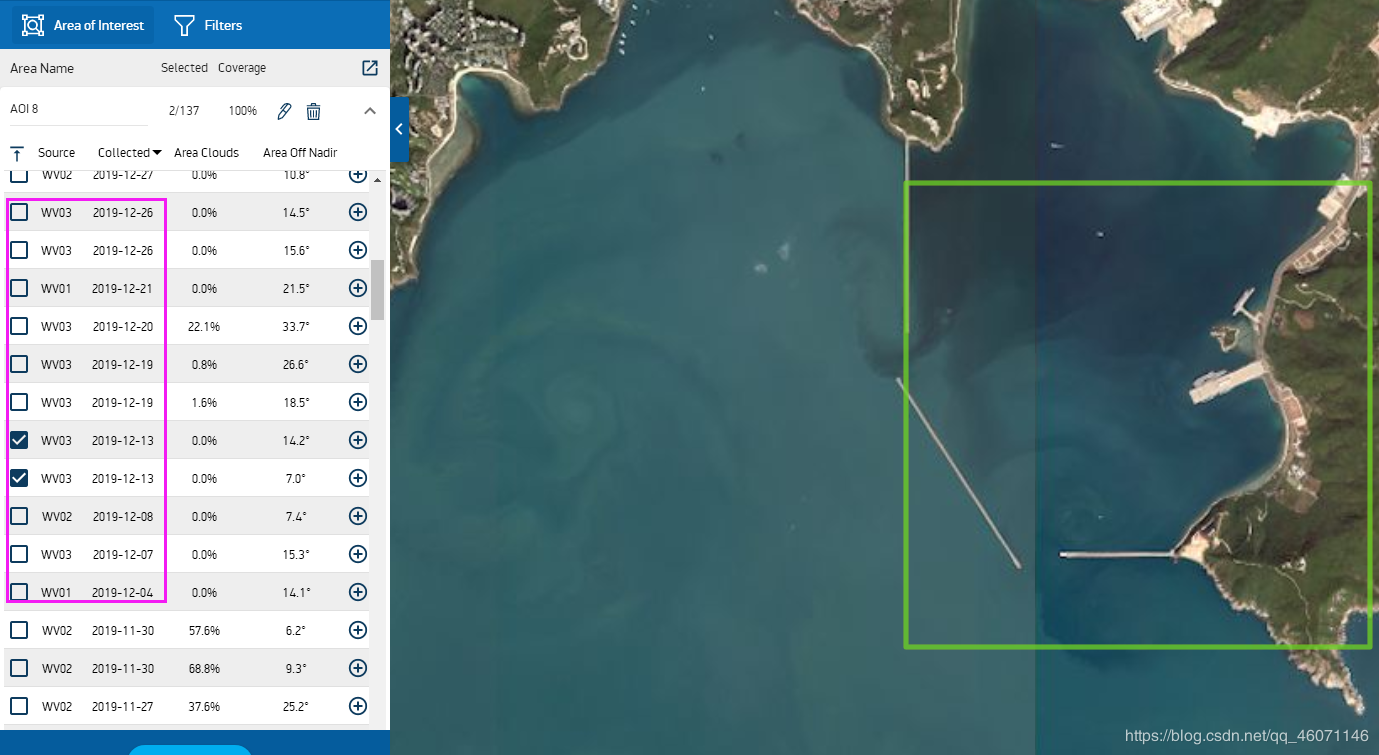 Area of Interest Filters
Area Name Selected Coverage
AOI 8 2/137 100%
Source Collected Area Clouds Area Off Nadir
WV02 2019-12-27 0.0% 10.8°
WV03 2019-12-26 0.0% 14.5°
WV03 2019-12-26 0.0% 15.6°
WV01 2019-12-21 0.0% 21.5°
WV03 2019-12-20 22.1% 33.7°
WV03 2019-12-19 0.8% 26.6°
WV03 2019-12-19 1.6% 18.5°
WV03 2019-12-13 0.0% 14.2°
WV03 2019-12-13 0.0% 7.0°
WV02 2019-12-08 0.0% 7.4°
WV03 2019-12-07 0.0% 15.3°
WV01 2019-12-04 0.0% 14.1°
WV02 2019-11-30 57.6% 6.2°
WV02 2019-11-30 68.8% 9.3°
WV02 2019-11-27 37.6% 25.2°
https://blog.csdn.net/qq_46071146